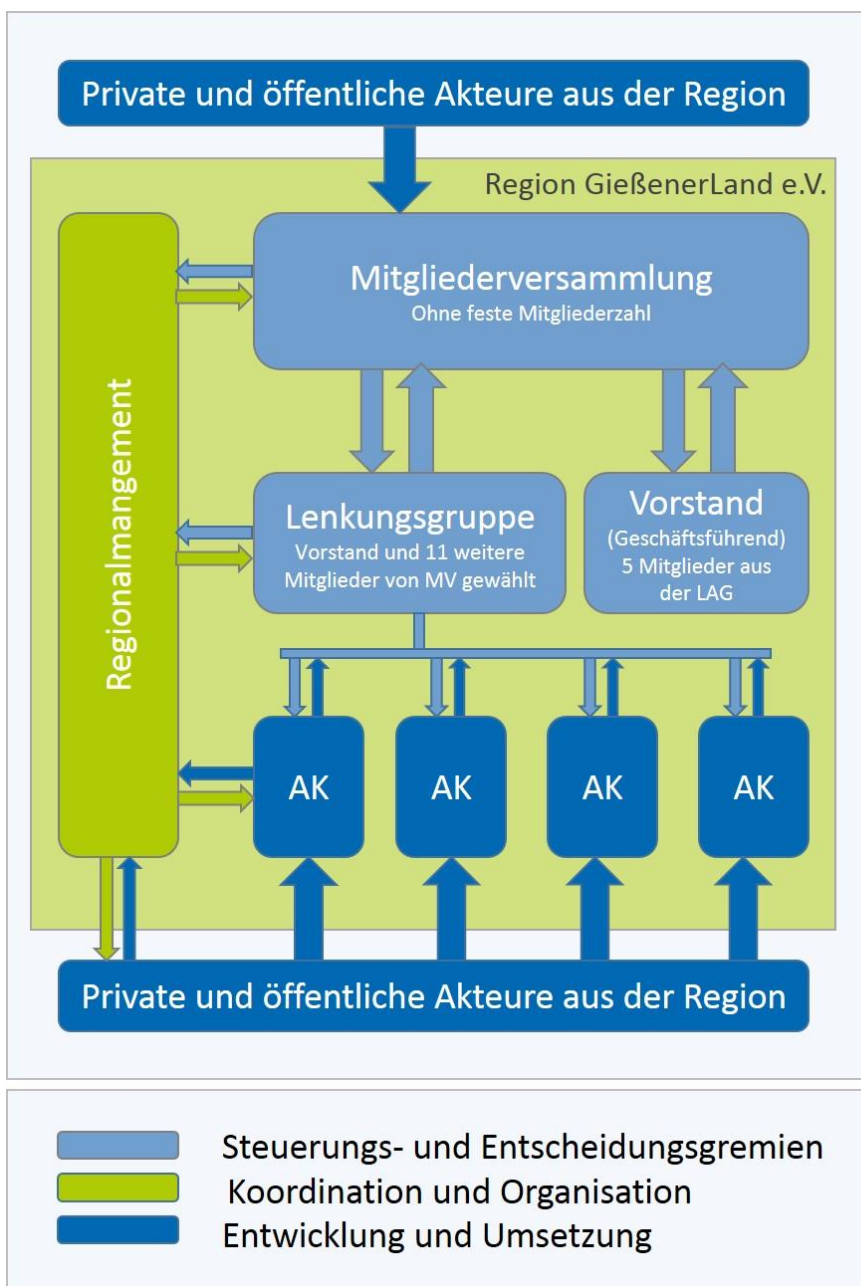 Private und öffentliche Akteure aus der Region
Region GießenerLand e.V.
Mitgliederversammlung
Ohne feste Mitgliederzahl
Regionalmangement
Lenkungsgruppe
Vorstand und 11 weitere
Mitglieder von MV gewählt
Vorstand
(Geschäftsführend)
5 Mitglieder aus
der LAG
AK
AK
AK
AK
Private und öffentliche Akteure aus der Region
Steuerungs- und Entscheidungsgremien
Koordination und Organisation
Entwicklung und Umsetzung